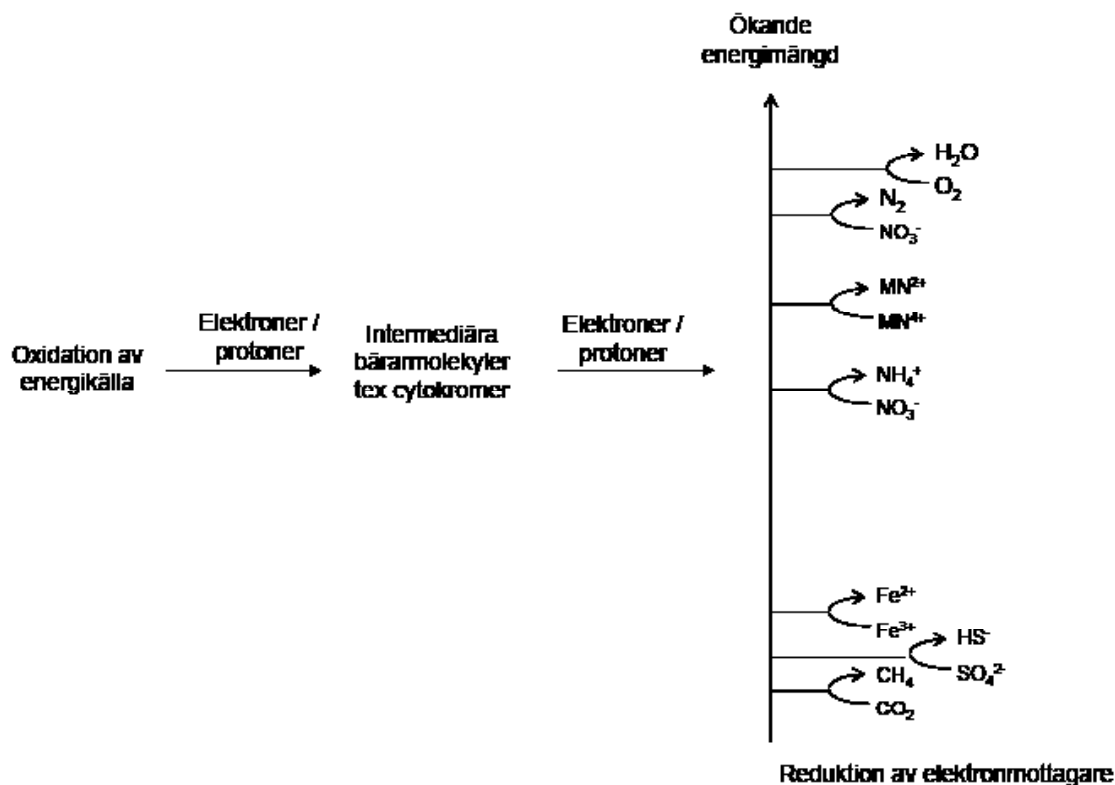 Ökande
energimängd
H₂O
O₂
N₂
NO₃⁻
MN²⁺
MN⁴⁺
NH₄⁺
NO₃⁻
Oxidation av
energikälla
Elektroner /
protoner
Intermediära
bärarmolekyler
tex cytokromer
Elektroner /
protoner
Fe²⁺
Fe³⁺
HS⁻
SO₄²⁻
CH₄
CO₂
Reduktion av elektronmottagare